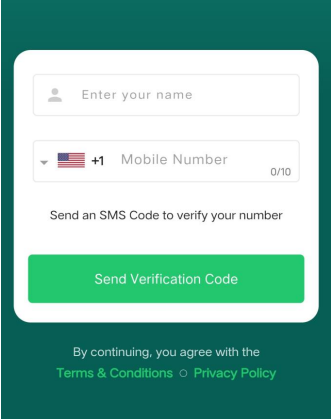 Enter your name
+1 Mobile Number
0/10
Send an SMS Code to verify your number
Send Verification Code
By continuing, you agree with the
Terms & Conditions Privacy Policy